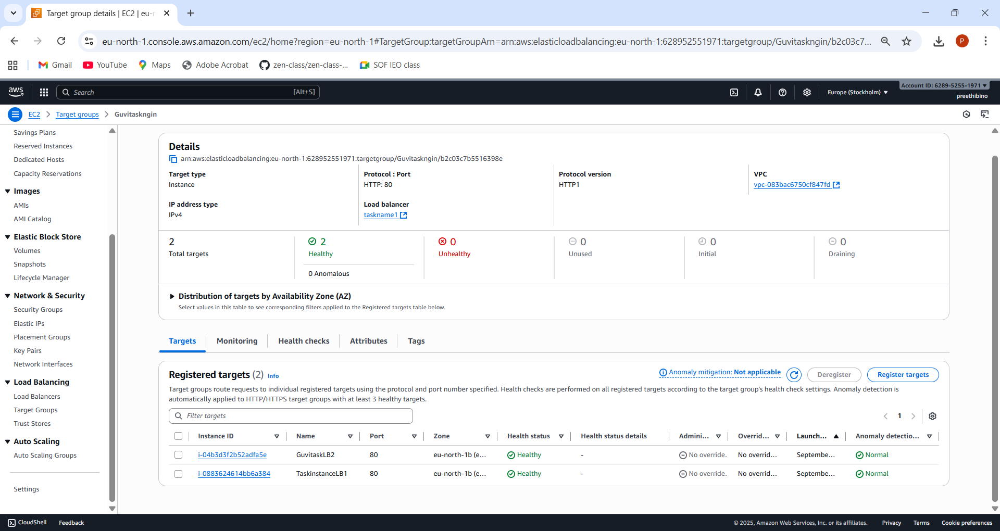 Target group details | EC2 | eu-n
eu-north-1.console.aws.amazon.com/ec2/home?region=eu-north-1#TargetGroup:targetGroupArn=arn:aws:elasticloadbalancing:eu-north-1:628952551971:targetgroup/Guvitaskngin/b2c03c7...
P
Gmail
YouTube
Maps
Adobe Acrobat
zen-class/zen-class-...
SOF IEO class
aws
Search
[Alt+S]
Europe (Stockholm)
Account ID: 6289-5255-1971
preethibino
EC2
Target groups
Guvitaskngin
Savings Plans
Reserved Instances
Dedicated Hosts
Capacity Reservations
Images
AMIs
AMI Catalog
Elastic Block Store
Volumes
Snapshots
Lifecycle Manager
Network & Security
Security Groups
Elastic IPs
Placement Groups
Key Pairs
Network Interfaces
Load Balancing
Load Balancers
Target Groups
Trust Stores
Auto Scaling
Auto Scaling Groups
Settings
Details
arn:aws:elasticloadbalancing:eu-north-1:628952551971:targetgroup/Guvitaskngin/b2c03c7b5516398e
Target type
Instance
Protocol : Port
HTTP: 80
Protocol version
HTTP1
VPC
vpc-083bac6750cf847fd
IP address type
IPv4
Load balancer
taskname1
2
Total targets
2
Healthy
0 Anomalous
0
Unhealthy
0
Unused
0
Initial
0
Draining
Distribution of targets by Availability Zone (AZ)
Select values in this table to see corresponding filters applied to the Registered targets table below.
Targets
Monitoring
Health checks
Attributes
Tags
Registered targets (2) Info
Anomaly mitigation: Not applicable
Deregister
Register targets
Target groups route requests to individual registered targets using the protocol and port number specified. Health checks are performed on all registered targets according to the target group's health check settings. Anomaly detection is
automatically applied to HTTP/HTTPS target groups with at least 3 healthy targets.
Filter targets
1
Instance ID Name Port Zone Health status Health status details Admini... Overrid... Launch... Anomaly detectio...
i-04b3d3f2b52adfa5e GuvitaskLB2 80 eu-north-1b (e... Healthy - No override. No overrid... Septembe... Normal
i-0883624614bb6a384 TaskinstanceLB1 80 eu-north-1b (e... Healthy - No override. No overrid... Septembe... Normal
CloudShell
Feedback
© 2025, Amazon Web Services, Inc. or its affiliates.
Privacy
Terms
Cookie preferences